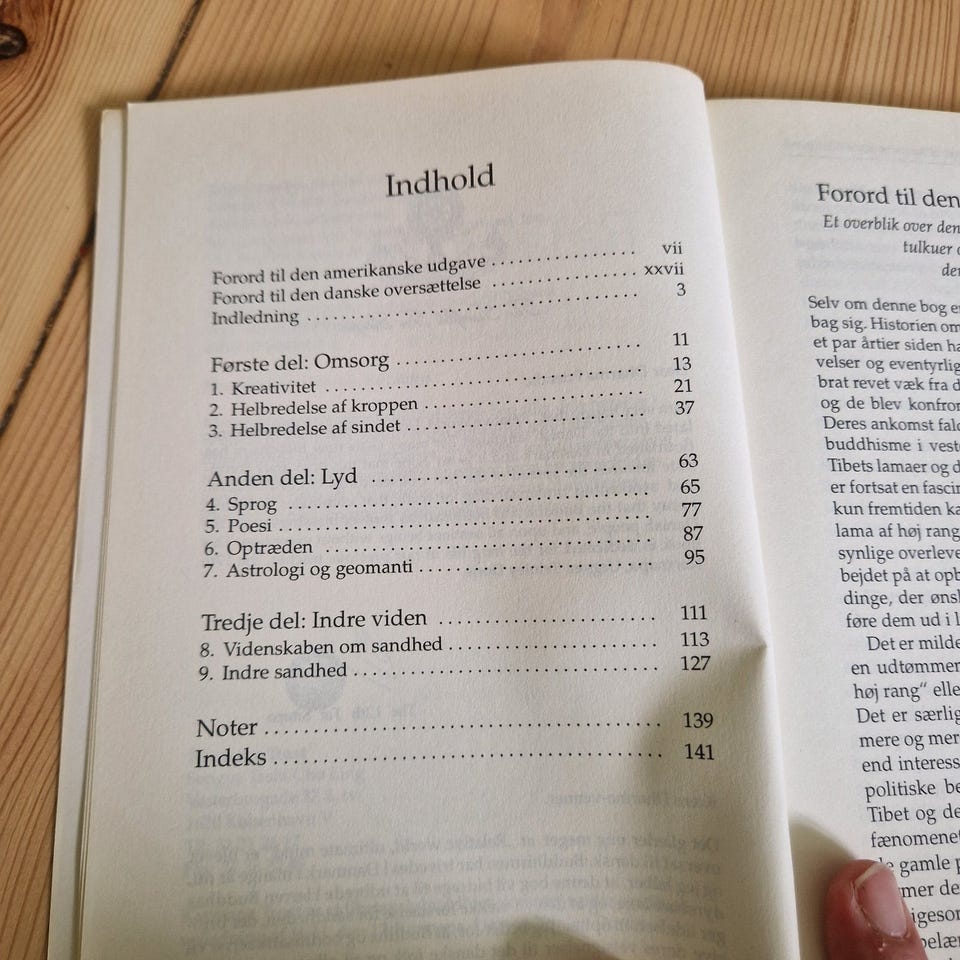 Indhold
Forord til den amerikanske udgave . . . . . . . . . . . . . . . . vii
Forord til den danske oversættelse . . . . . . . . . . . . . . . . xxvii
Indledning . . . . . . . . . . . . . . . . . . . . . . . . . . . . . . . . . . . 3
Første del: Omsorg . . . . . . . . . . . . . . . . . . . . . . . . . . 11
1. Kreativitet . . . . . . . . . . . . . . . . . . . . . . . . . . . . . . . . . 13
2. Helbredelse af kroppen . . . . . . . . . . . . . . . . . . . . . . . 21
3. Helbredelse af sindet . . . . . . . . . . . . . . . . . . . . . . . . . 37
Anden del: Lyd . . . . . . . . . . . . . . . . . . . . . . . . . . . . . 63
4. Sprog . . . . . . . . . . . . . . . . . . . . . . . . . . . . . . . . . . . . . 65
5. Poesi . . . . . . . . . . . . . . . . . . . . . . . . . . . . . . . . . . . . . 77
6. Optræden . . . . . . . . . . . . . . . . . . . . . . . . . . . . . . . . . 87
7. Astrologi og geomanti . . . . . . . . . . . . . . . . . . . . . . . . 95
Tredje del: Indre viden . . . . . . . . . . . . . . . . . . . . . . 111
8. Videnskaben om sandhed . . . . . . . . . . . . . . . . . . . . . 113
9. Indre sandhed . . . . . . . . . . . . . . . . . . . . . . . . . . . . . . 127
Noter . . . . . . . . . . . . . . . . . . . . . . . . . . . . . . . . . . . . . 139
Indeks . . . . . . . . . . . . . . . . . . . . . . . . . . . . . . . . . . . . 141
Forord til den
Et overblik over den
tulkuer
Selv om denne bog
bag sig. Historien om
et par årtier siden
velser og eventyrlig
brat revet væk fra
og de blev konfron
Deres ankomst fald
buddhisme i vest
Tibets lamaer og
er fortsat en fascin
kun fremtiden
lama af høj rang
synlige overleve
bejdet på at opb
dinge, der øns
føre dem ud i
Det er milde
en udtømmen
høj rang" elle
Det er særlig
mere og mer
end interess
politiske be
Tibet og de
fænomenet
gamle
mer de
igeson